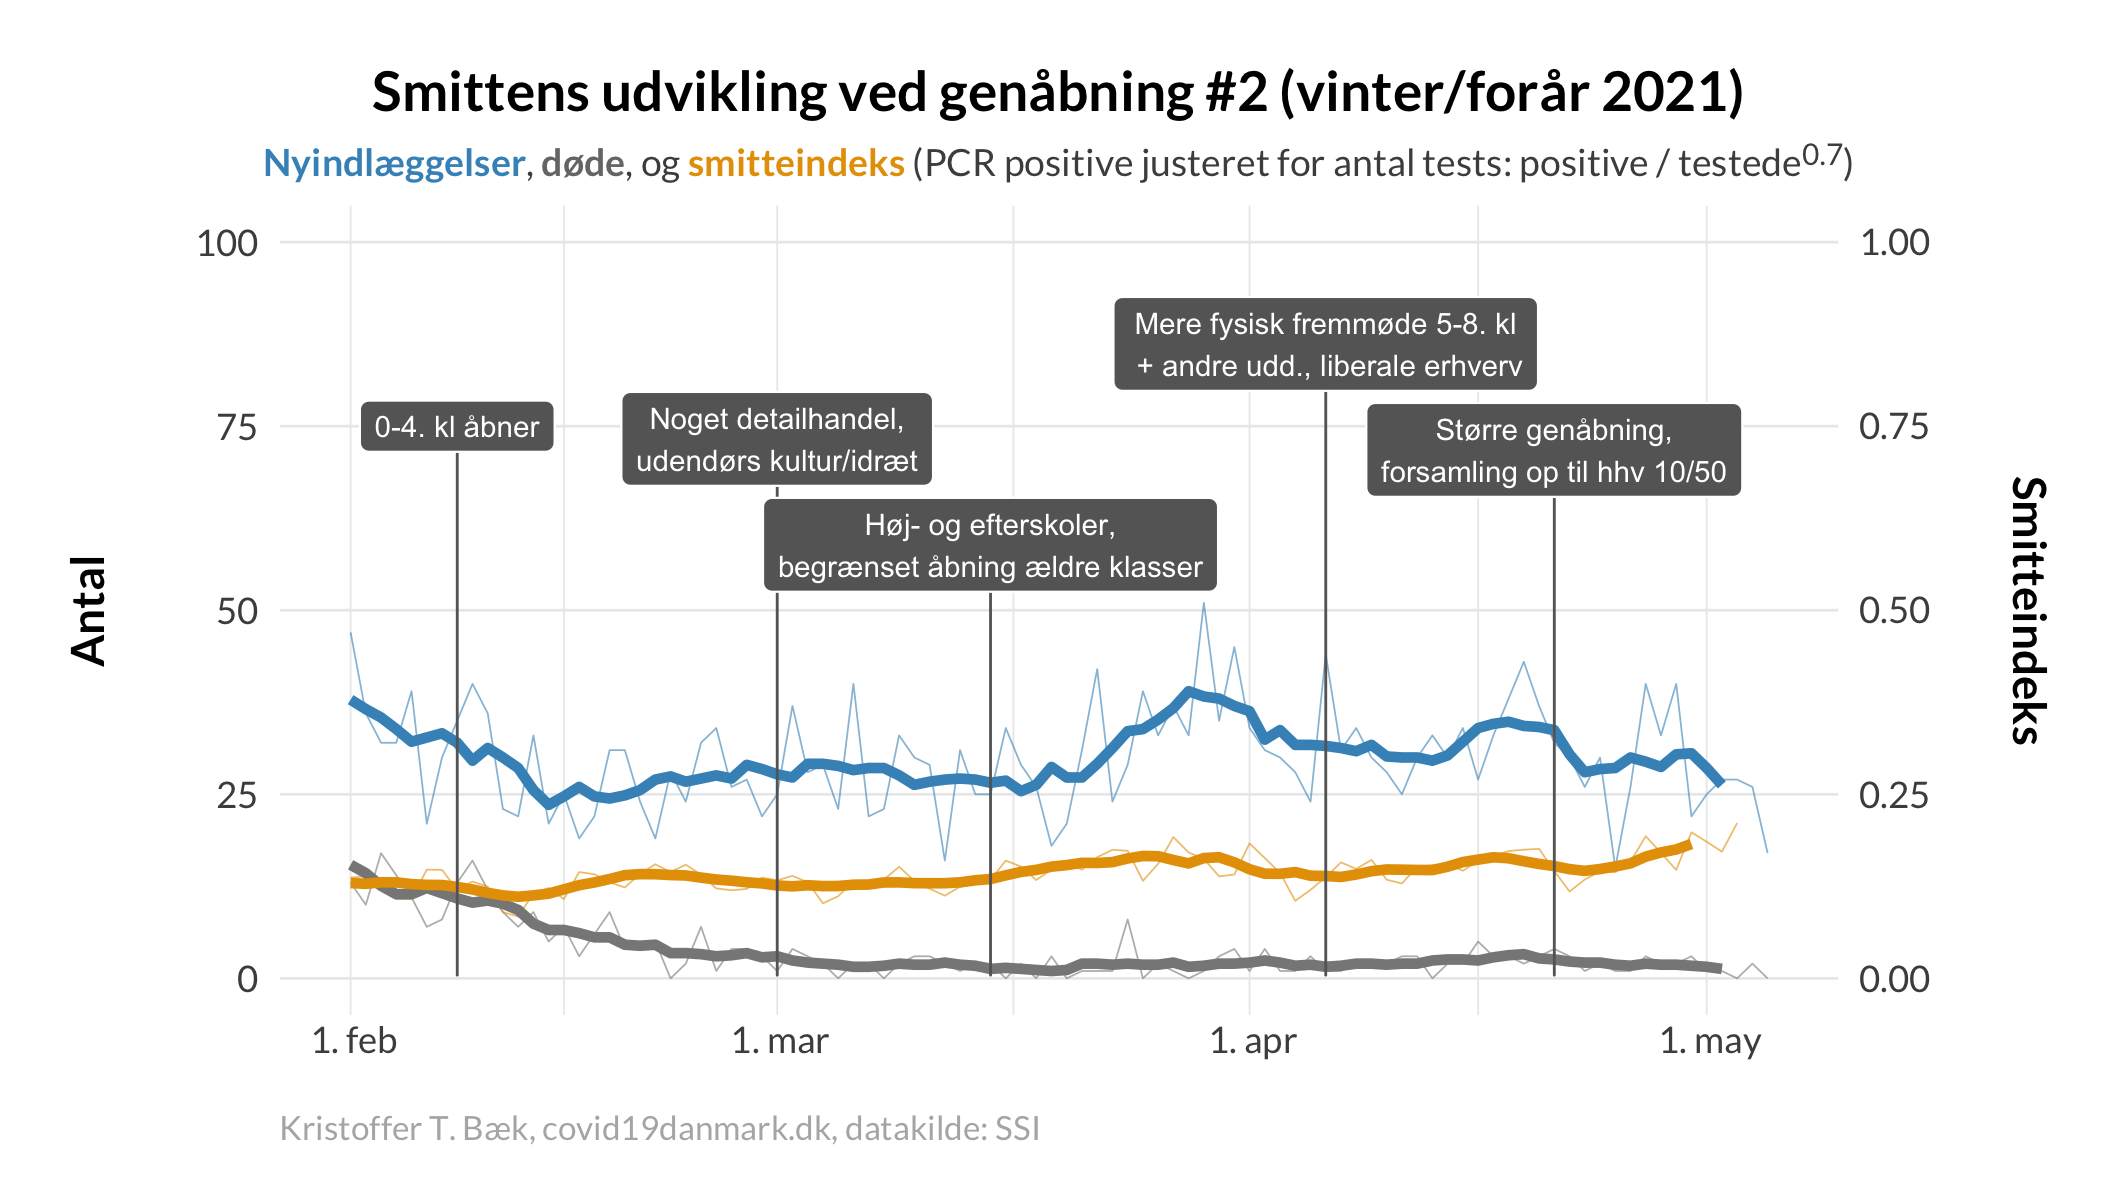 Smittens udvikling ved genåbning #2 (vinter/forår 2021)
Nyindlæggelser, døde, og smitteindeks (PCR positive justeret for antal tests: positive / testede^0.7)
100
75
50
25
0
Antal
1.00
0.75
0.50
0.25
0.00
Smitteindeks
Mere fysisk fremmøde 5-8. kl
+ andre udd., liberale erhverv
0-4. kl åbner
Noget detailhandel,
udendørs kultur/idræt
Større genåbning,
forsamling op til hhv 10/50
Høj- og efterskoler,
begrænset åbning ældre klasser
1. feb
1. mar
1. apr
1. may
Kristoffer T. Bæk, covid19danmark.dk, datakilde: SSI